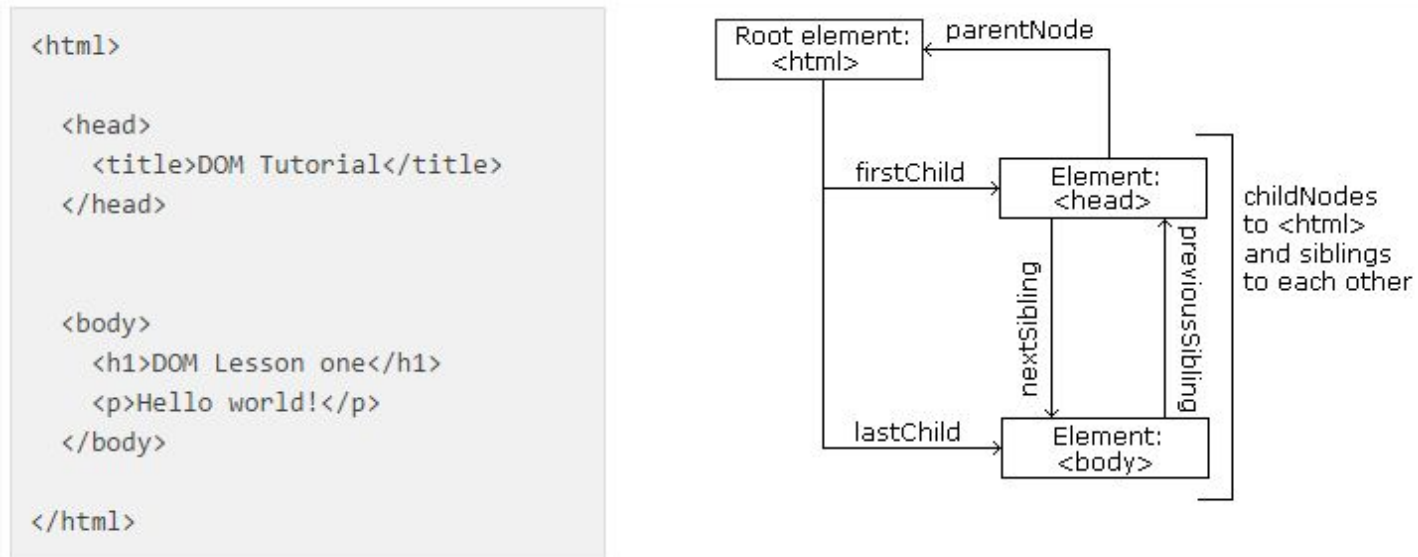 <html>
<head>
<title>DOM Tutorial</title>
</head>
<body>
<h1>DOM Lesson one</h1>
<p>Hello world!</p>
</body>
</html>
Root element:
<html>
parentNode
firstChild
Element:
<head>
childNodes
to <html>
and siblings
to each other
nextSibling
previousSibling
lastChild
Element:
<body>